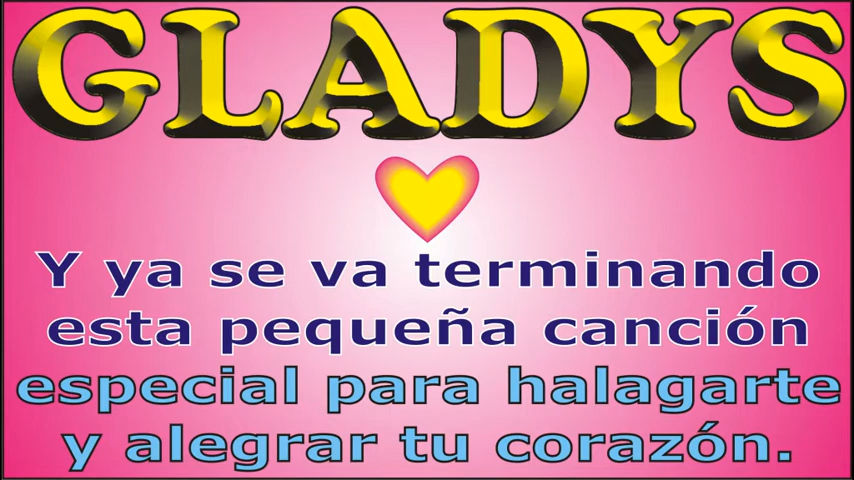 GLADYS
Y ya se va terminando
esta pequeña canción
especial para halagarte
y alegrar tu corazón.